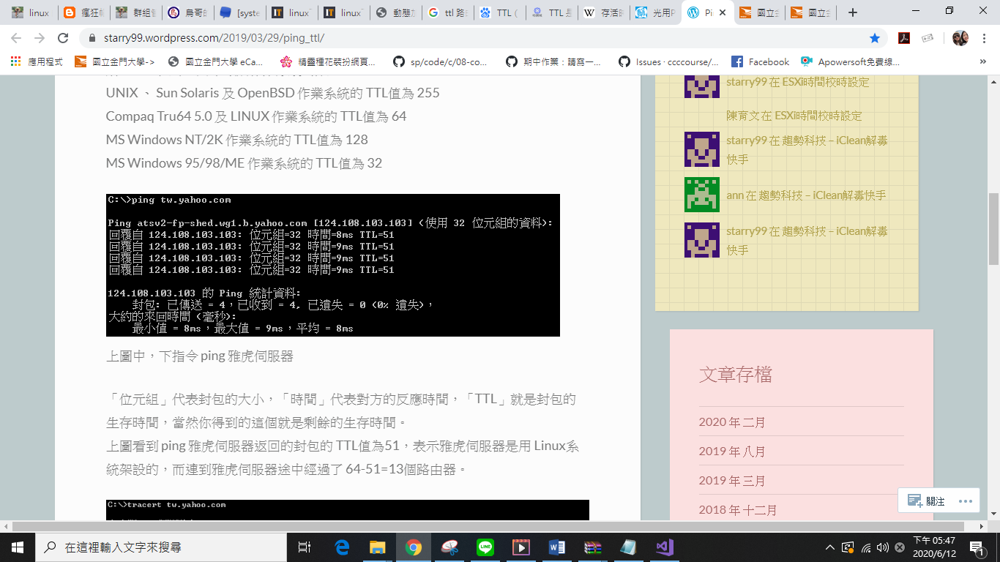 linux
瘋狂帖
群組管
鳥哥的
[syste
linux
linux
動態加
ttl 路由
TTL (
TTL 是
存活時
光用P
Pi
國立金
國立金
starry99.wordpress.com/2019/03/29/ping_ttl/
應用程式
國立金門大學->
國立金門大學 eCa...
精靈種花裝扮網頁...
sp/code/c/08-co...
期中作業：請寫一...
Issues · ccccourse/...
Facebook
Apowersoft免費線...
UNIX 、 Sun Solaris 及 OpenBSD 作業系統的 TTL值為 255
Compaq Tru64 5.0 及 LINUX 作業系統的 TTL值為 64
MS Windows NT/2K 作業系統的 TTL值為 128
MS Windows 95/98/ME 作業系統的 TTL值為 32
C:\>ping tw.yahoo.com
Ping atsv2-fp-shed.wg1.b.yahoo.com [124.108.103.103] (使用 32 位元組的資料):
回覆自 124.108.103.103: 位元組=32 時間=8ms TTL=51
回覆自 124.108.103.103: 位元組=32 時間=9ms TTL=51
回覆自 124.108.103.103: 位元組=32 時間=9ms TTL=51
回覆自 124.108.103.103: 位元組=32 時間=9ms TTL=51
124.108.103.103 的 Ping 統計資料:
封包: 已傳送 = 4，已收到 = 4, 已遺失 = 0 (0% 遺失)，
大約的來回時間 (毫秒):
最小值 = 8ms，最大值 = 9ms，平均 = 8ms
上圖中，下指令 ping 雅虎伺服器
「位元組」代表封包的大小，「時間」代表對方的反應時間，「TTL」就是封包的
生存時間，當然你得到的這個就是剩餘的生存時間。
上圖看到 ping 雅虎伺服器返回的封包的 TTL值為51，表示雅虎伺服器是用 Linux系
統架設的，而連到雅虎伺服器途中經過了 64-51=13個路由器。
C:\>tracert tw.yahoo.com
starry99 在 ESXi時間校時設定
陳育文 在 ESXi時間校時設定
starry99 在 趨勢科技 – iClean解毒
快手
ann 在 趨勢科技 – iClean解毒快手
starry99 在 趨勢科技 – iClean解毒
快手
文章存檔
2020 年 二月
2019 年 八月
2019 年 三月
2018 年 十二月
關注
在這裡輸入文字來搜尋
下午 05:47
2020/6/12
1